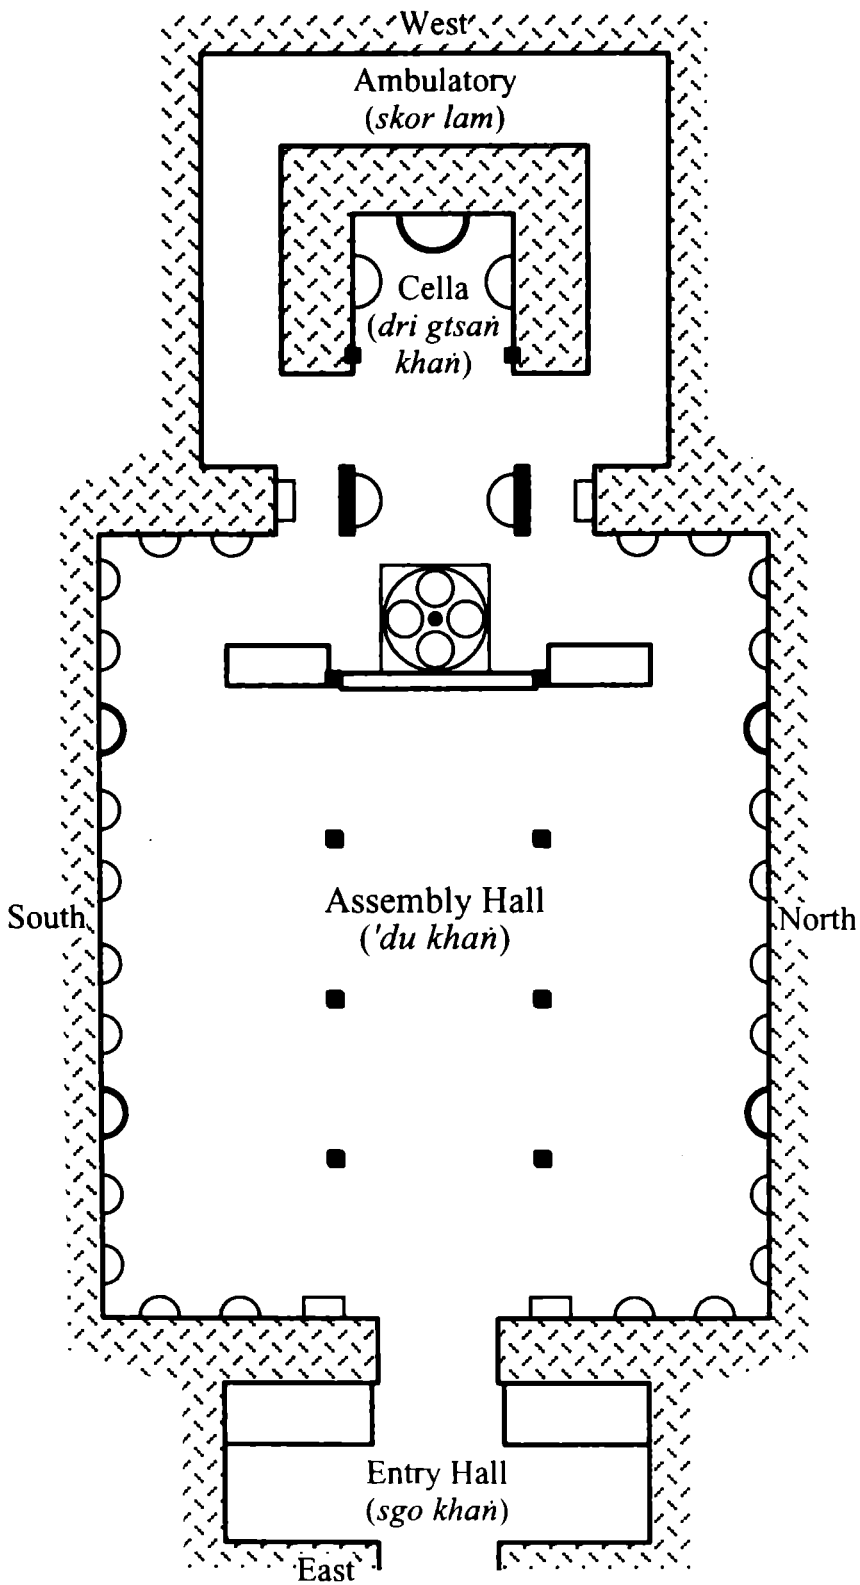 West
Ambulatory
(skor lam)
Cella
(dri gtsaṅ
khaṅ)
Assembly Hall
('du khaṅ)
South
North
Entry Hall
(sgo khaṅ)
East